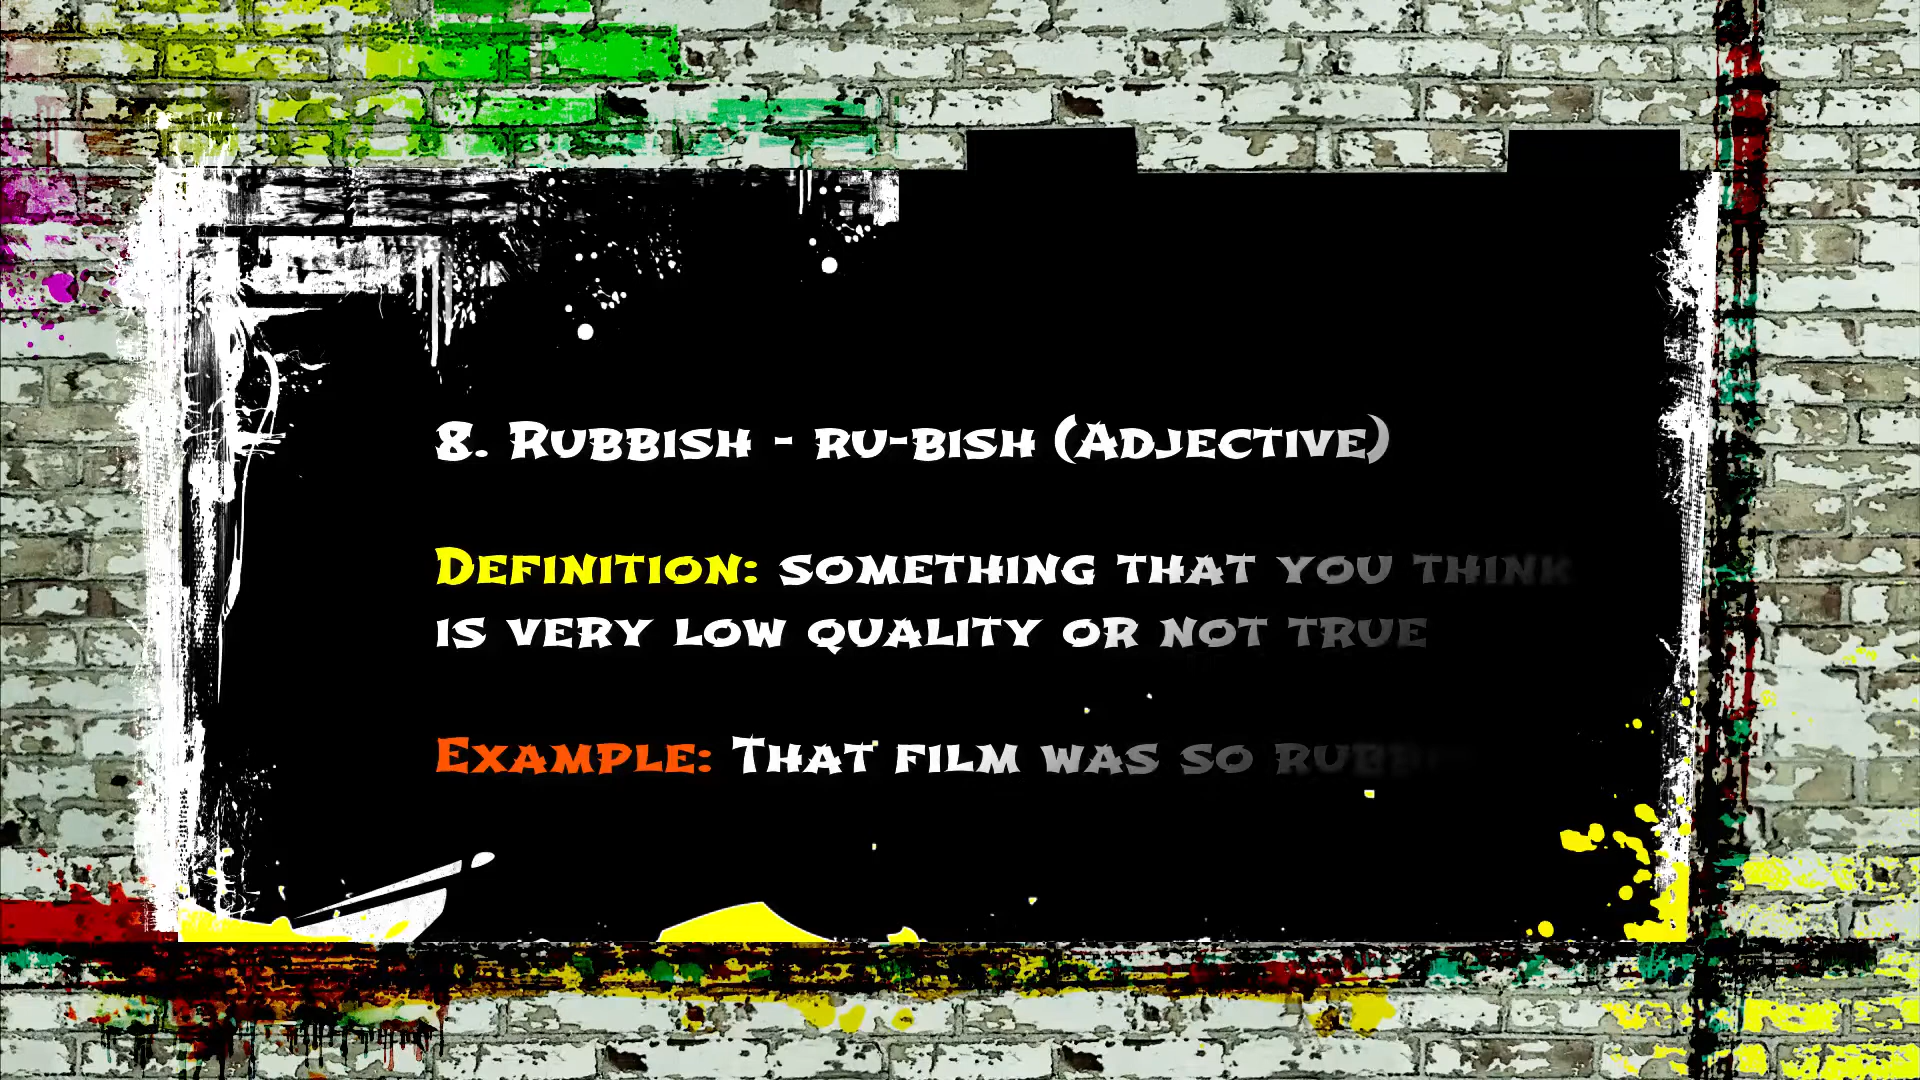 8. Rubbish - ru-bish (Adjective)
Definition: something that you think
is very low quality or not true
Example: That film was so